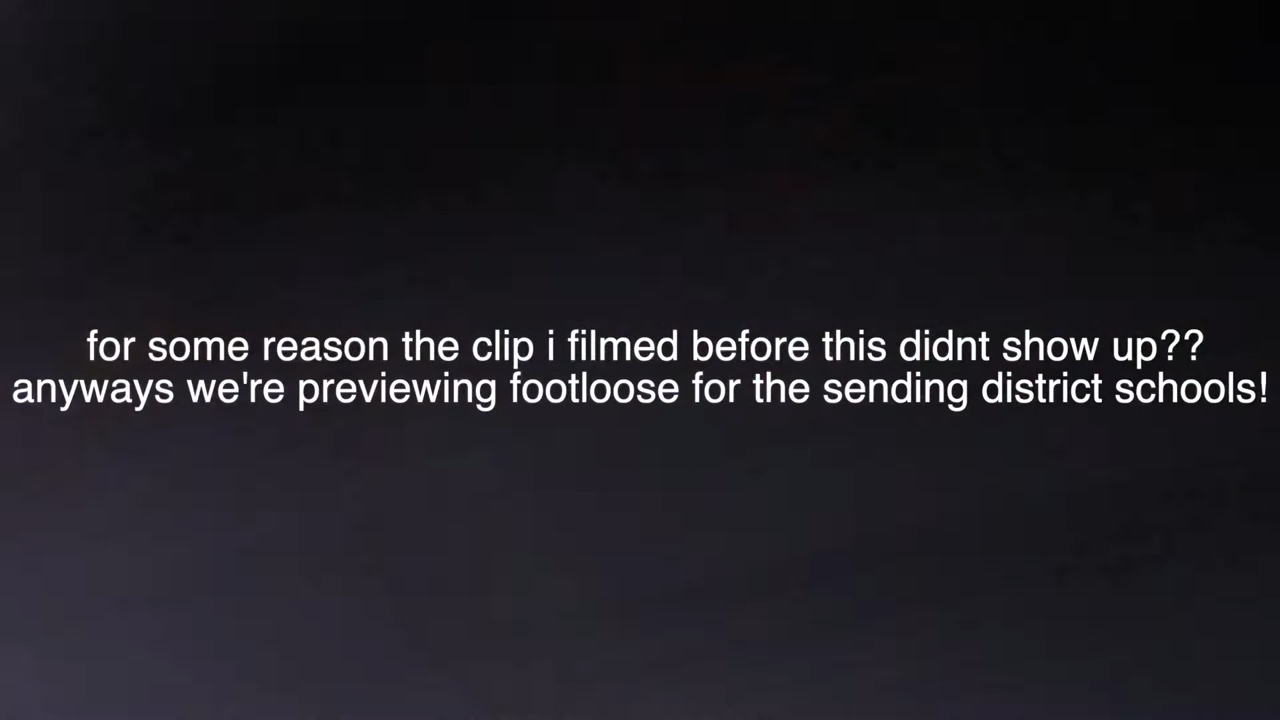 for some reason the clip i filmed before this didnt show up??
anyways we're previewing footloose for the sending district schools!